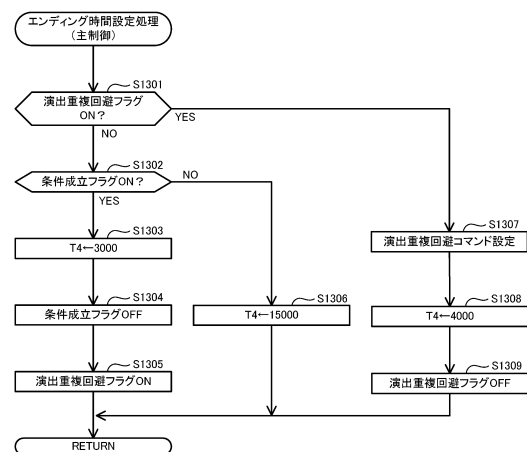 エンディング時間設定処理
(主制御)
S1301
演出重複回避フラグ
ON?
YES
NO
S1302
条件成立フラグON?
NO
YES
S1303
T4←3000
S1304
条件成立フラグOFF
S1305
演出重複回避フラグON
S1306
T4←15000
S1307
演出重複回避コマンド設定
S1308
T4←4000
S1309
演出重複回避フラグOFF
RETURN